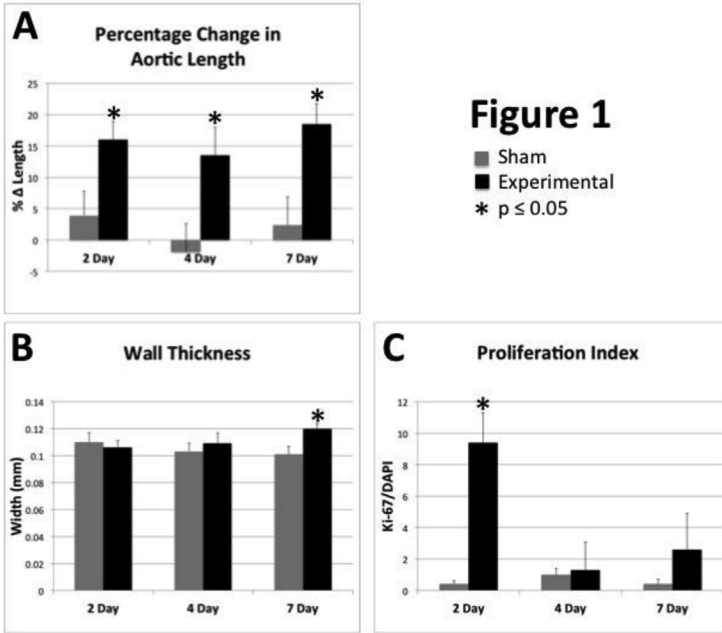 A
Percentage Change in
Aortic Length
25
20
15
10
5
0
-5
% Δ Length
* * *
2 Day 4 Day 7 Day
Figure 1
Sham
Experimental
* p ≤ 0.05
B
Wall Thickness
0.14
0.12
0.1
0.08
0.06
0.04
0.02
0
Width (mm)
*
2 Day 4 Day 7 Day
C
Proliferation Index
12
10
8
6
4
2
0
Ki-67/DAPI
*
2 Day 4 Day 7 Day